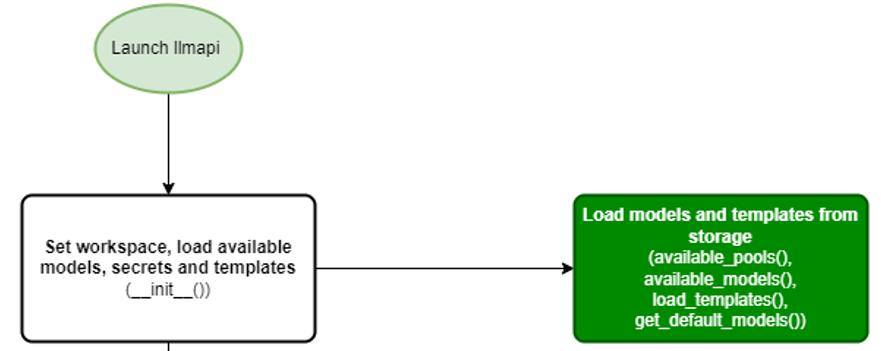 Launch llmapi
Set workspace, load available
models, secrets and templates
(__init__())
Load models and templates from
storage
(available_pools(),
available_models(),
load_templates(),
get_default_models())